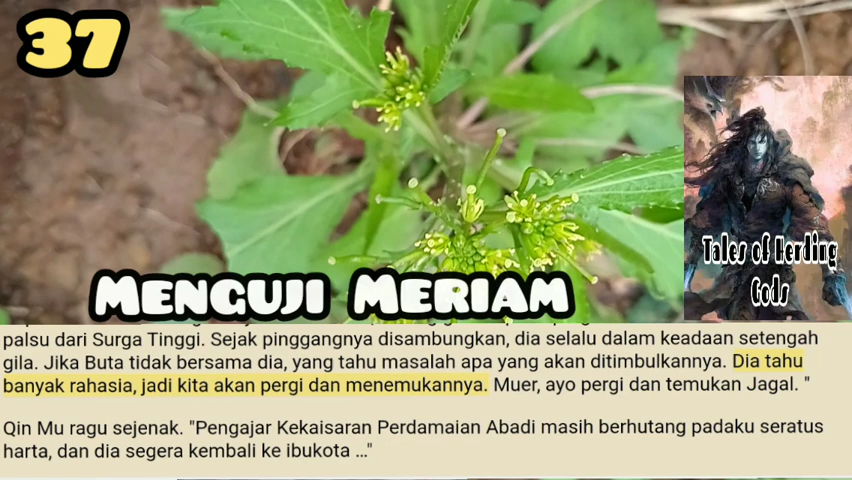 37
Tales of Herding
Gods
MENGUJI MERIAM
palsu dari Surga Tinggi. Sejak pinggangnya disambungkan, dia selalu dalam keadaan setengah
gila. Jika Buta tidak bersama dia, yang tahu masalah apa yang akan ditimbulkannya. Dia tahu
banyak rahasia, jadi kita akan pergi dan menemukannya. Muer, ayo pergi dan temukan Jagal. "
Qin Mu ragu sejenak. "Pengajar Kekaisaran Perdamaian Abadi masih berhutang padaku seratus
harta, dan dia segera kembali ke ibukota ..."